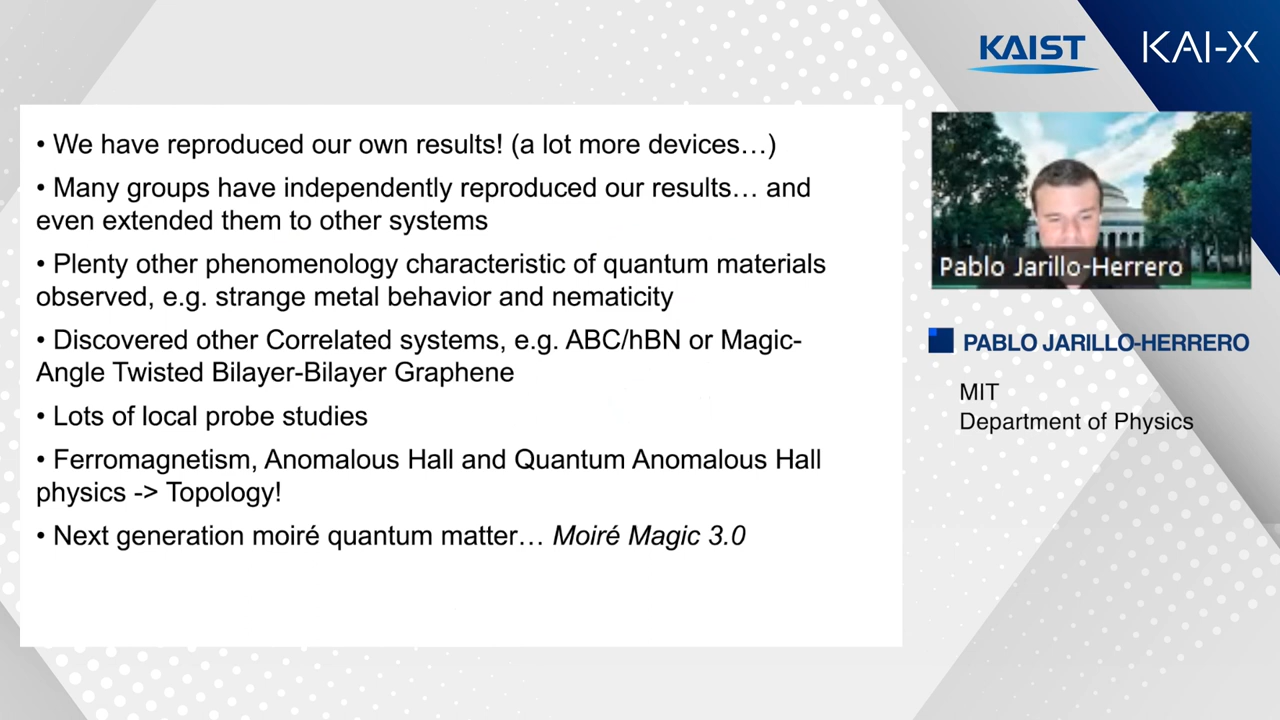 KAIST
KAI-X
• We have reproduced our own results! (a lot more devices…)
• Many groups have independently reproduced our results… and
even extended them to other systems
• Plenty other phenomenology characteristic of quantum materials
observed, e.g. strange metal behavior and nematicity
• Discovered other Correlated systems, e.g. ABC/hBN or Magic-
Angle Twisted Bilayer-Bilayer Graphene
• Lots of local probe studies
• Ferromagnetism, Anomalous Hall and Quantum Anomalous Hall
physics -> Topology!
• Next generation moiré quantum matter… Moiré Magic 3.0
Pablo Jarillo-Herrero
PABLO JARILLO-HERRERO
MIT
Department of Physics